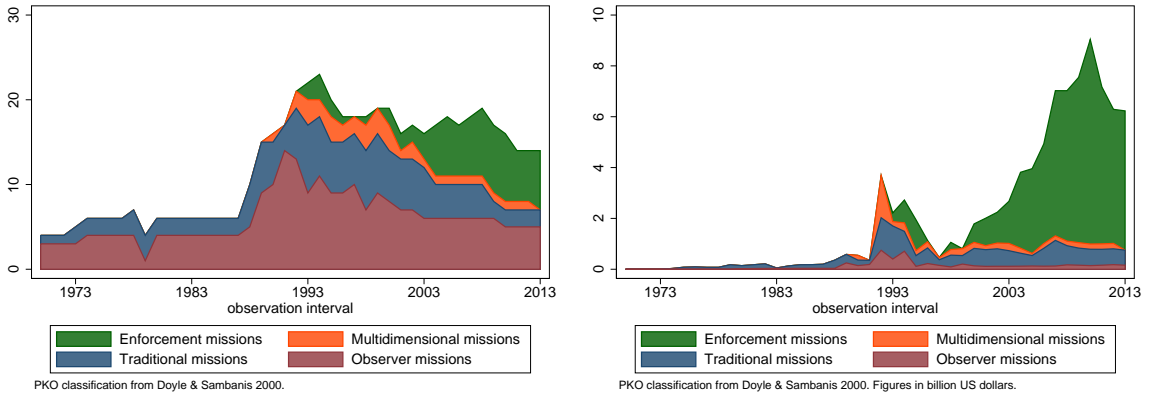 30
20
10
0
1973 1983 1993 2003 2013
observation interval
Enforcement missions Multidimensional missions
Traditional missions Observer missions
PKO classification from Doyle & Sambanis 2000.
10
8
6
4
2
0
1973 1983 1993 2003 2013
observation interval
Enforcement missions Multidimensional missions
Traditional missions Observer missions
PKO classification from Doyle & Sambanis 2000. Figures in billion US dollars.